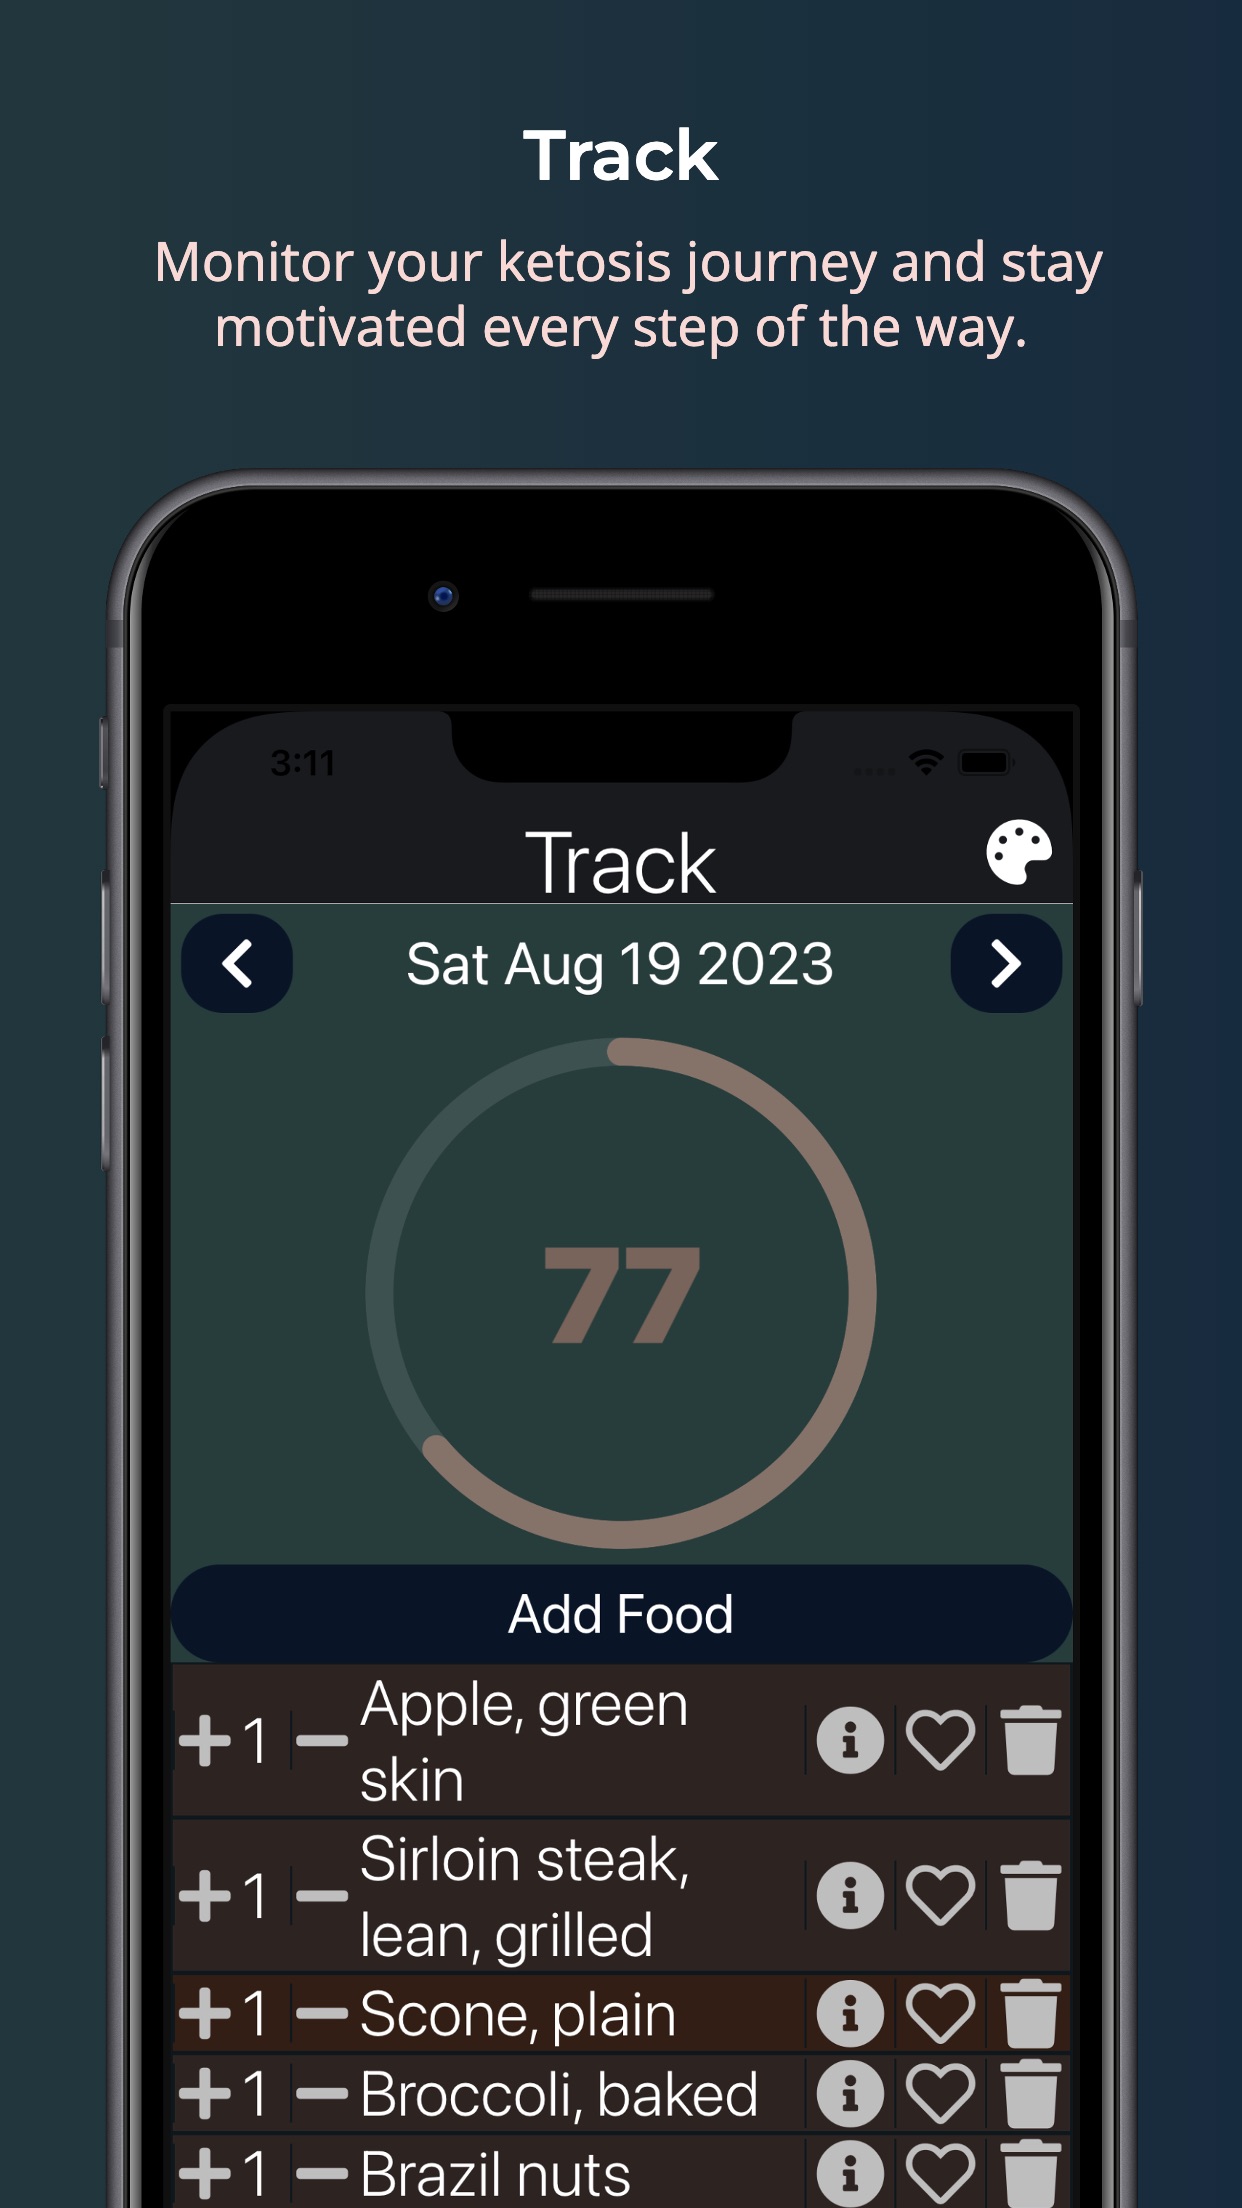 Track
Monitor your ketosis journey and stay
motivated every step of the way.
3:11
Track
Sat Aug 19 2023
77
Add Food
1 Apple, green
skin
1 Sirloin steak,
lean, grilled
1 Scone, plain
1 Broccoli, baked
1 Brazil nuts